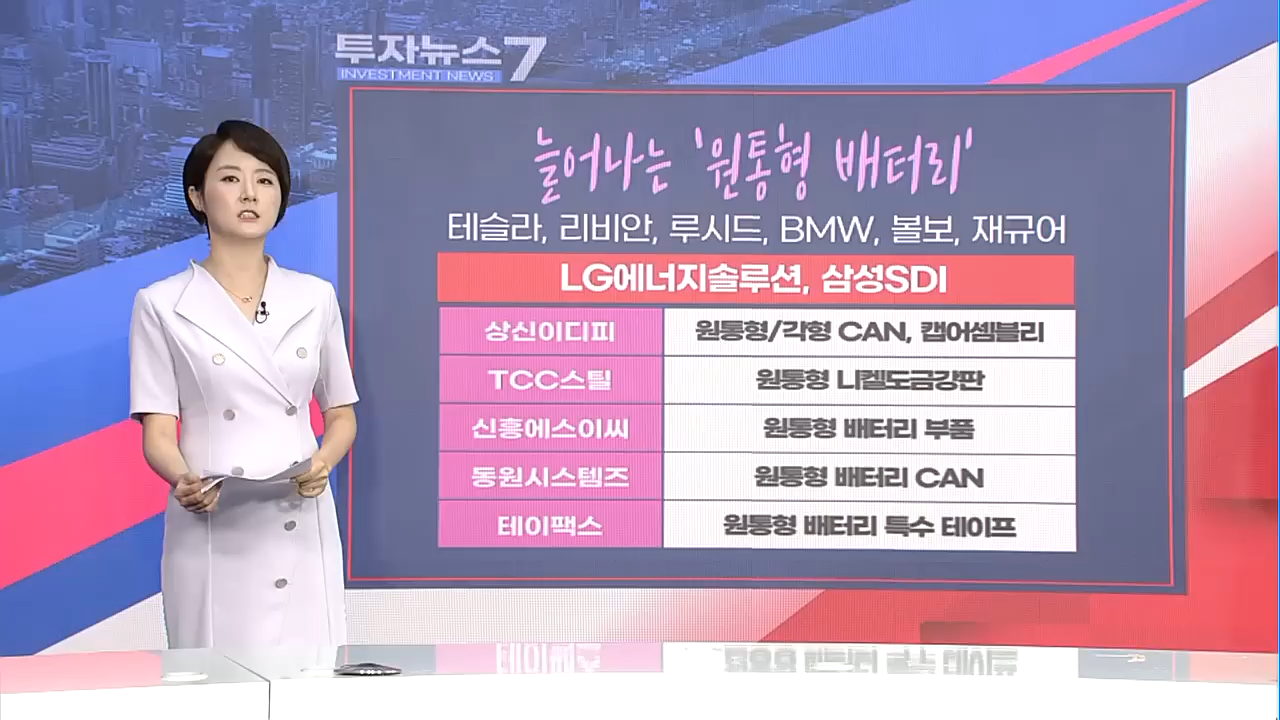 투자뉴스 7
INVESTMENT NEWS
늘어나는 '원통형 배터리'
테슬라, 리비안, 루시드, BMW, 볼보, 재규어
LG에너지솔루션, 삼성SDI
상신이디피 원통형/각형 CAN, 캡어셈블리
TCC스틸 원통형 니켈도금강판
신흥에스이씨 원통형 배터리 부품
동원시스템즈 원통형 배터리 CAN
테이팩스 원통형 배터리 특수 테이프